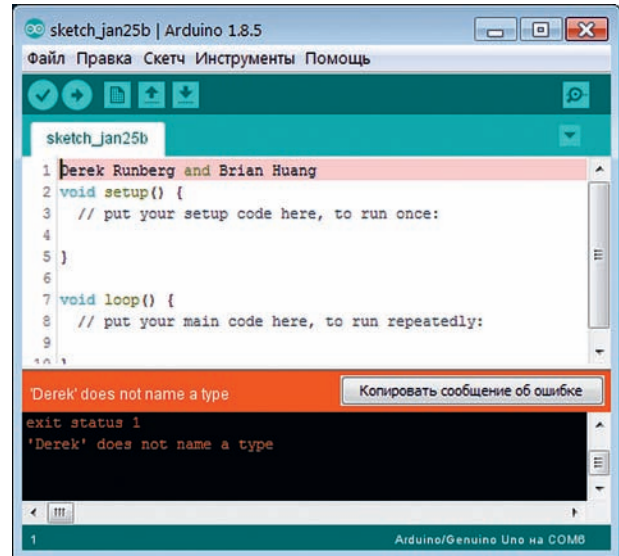 sketch_jan25b | Arduino 1.8.5
Файл Правка Скетч Инструменты Помощь
sketch_jan25b
1 Derek Runberg and Brian Huang
2 void setup() {
3 // put your setup code here, to run once:
4
5 }
6
7 void loop() {
8 // put your main code here, to run repeatedly:
9
10 }
'Derek' does not name a type
Копировать сообщение об ошибке
exit status 1
'Derek' does not name a type
1
Arduino/Genuino Uno на COM6